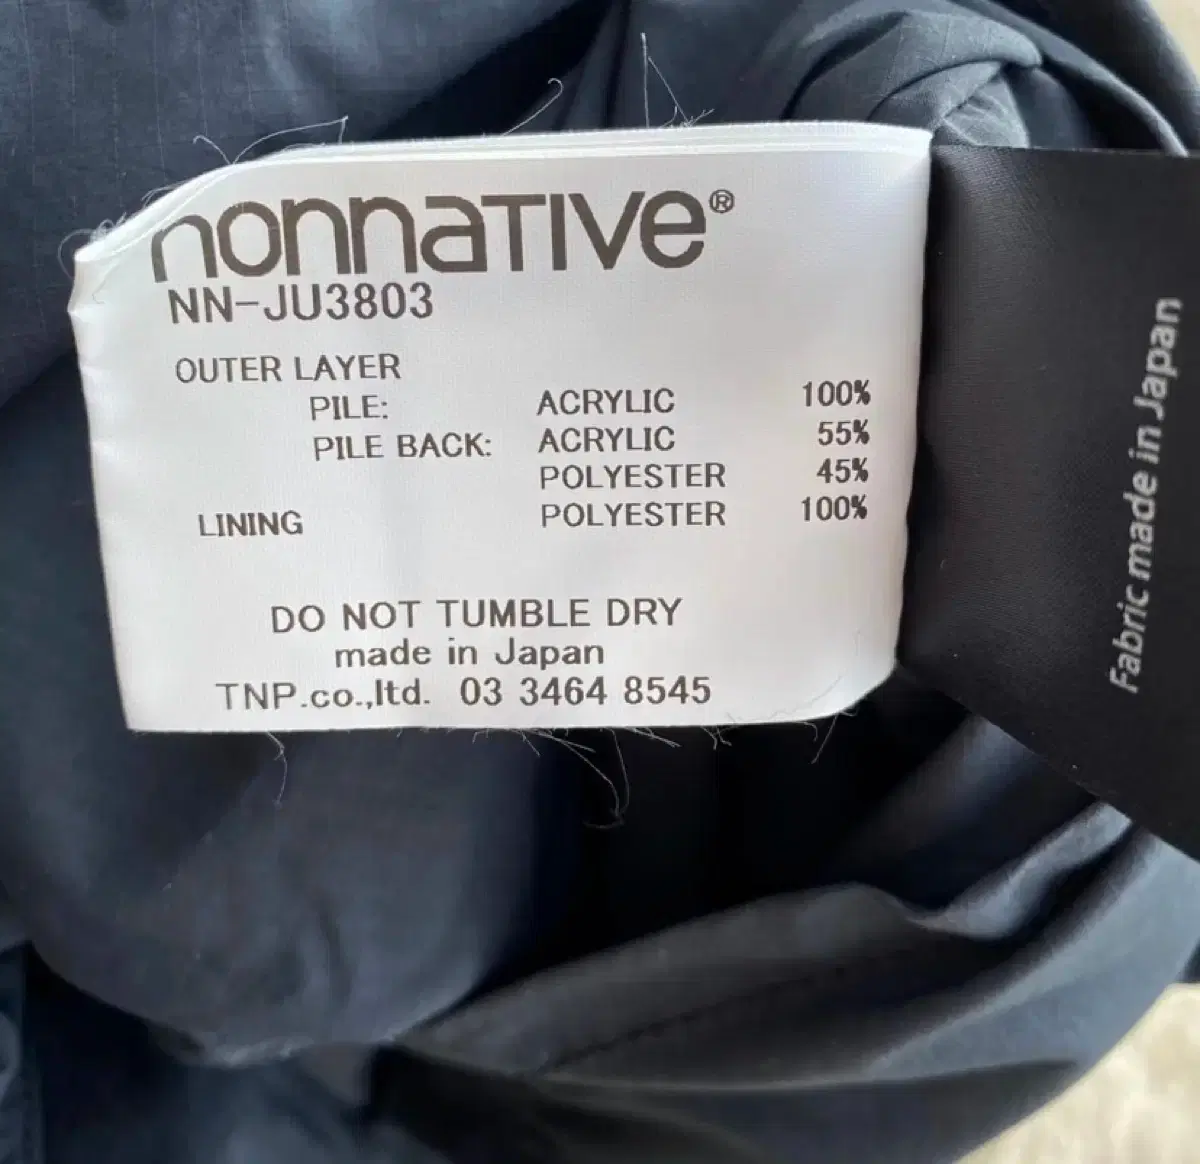 nonnative®
NN-JU3803
OUTER LAYER
PILE: ACRYLIC 100%
PILE BACK: ACRYLIC 55%
POLYESTER 45%
LINING POLYESTER 100%
DO NOT TUMBLE DRY
made in Japan
TNP.co.,ltd. 03 3464 8545
Fabric made in Japan